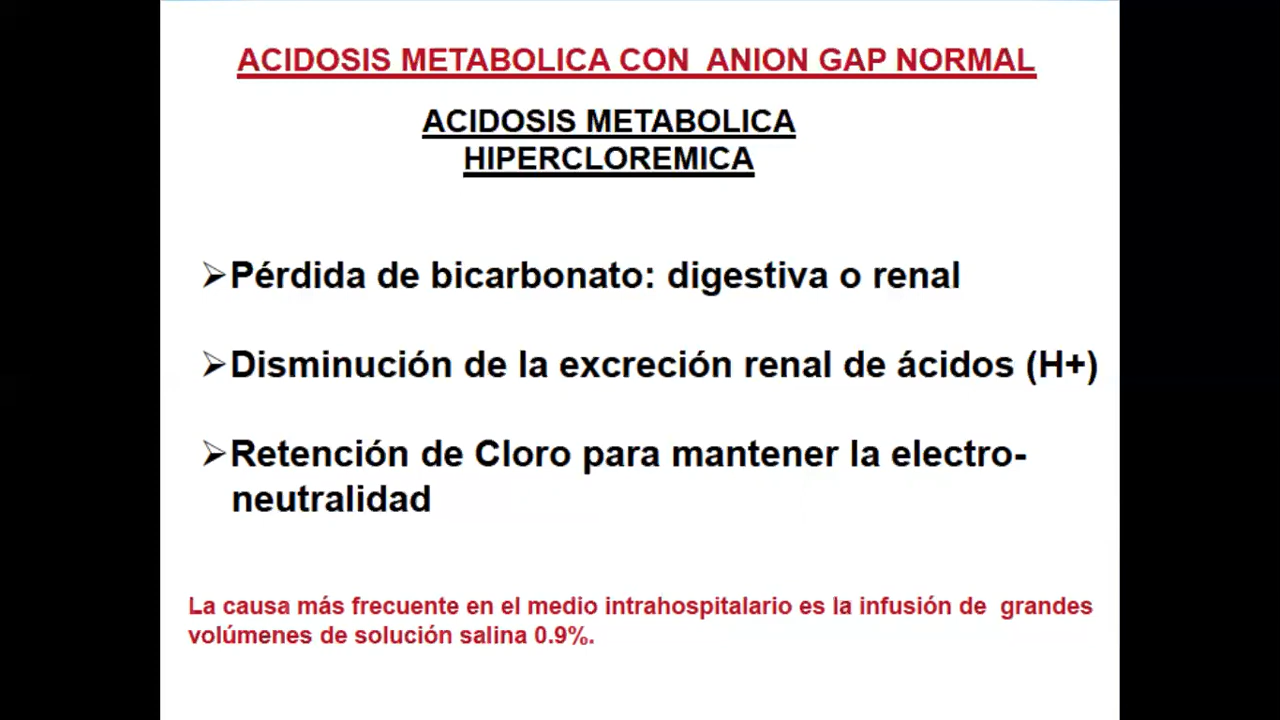 ACIDOSIS METABOLICA CON ANION GAP NORMAL
ACIDOSIS METABOLICA
HIPERCLOREMICA
➢Pérdida de bicarbonato: digestiva o renal
➢Disminución de la excreción renal de ácidos (H+)
➢Retención de Cloro para mantener la electro-
neutralidad
La causa más frecuente en el medio intrahospitalario es la infusión de grandes
volúmenes de solución salina 0.9%.